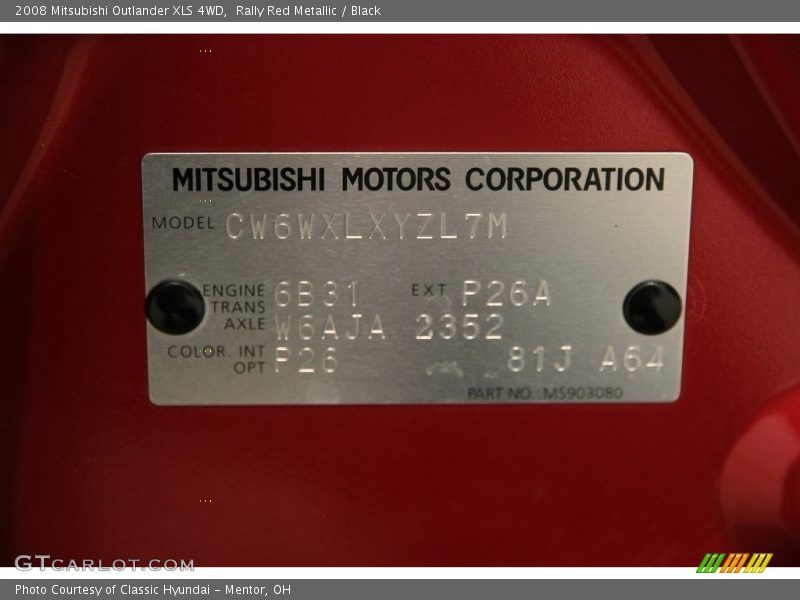 2008 Mitsubishi Outlander XLS 4WD, Rally Red Metallic / Black
MITSUBISHI MOTORS CORPORATION
MODEL CW6WXLXYZL7M
ENGINE 6B31 EXT P26A
TRANS AXLE W6AJA 2352
COLOR. INT OPT P26 81J A64
PART NO.:MS903080
GTCARLOT.COM
Photo Courtesy of Classic Hyundai - Mentor, OH